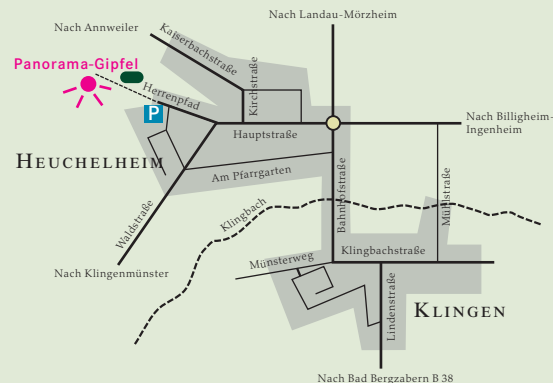 Nach Landau-Mörzheim
Nach Annweiler
Kaiserbachstraße
Panorama-Gipfel
Herrenpfad
Kirchstraße
P
Hauptstraße
Nach Billigheim-
Ingenheim
HEUCHELHEIM
Am Pfarrgarten
Bahnhofstraße
Mühlstraße
Waldstraße
Klingbach
Klingbachstraße
Münsterweg
Nach Klingenmünster
KLINGEN
Lindenstraße
Nach Bad Bergzabern B 38